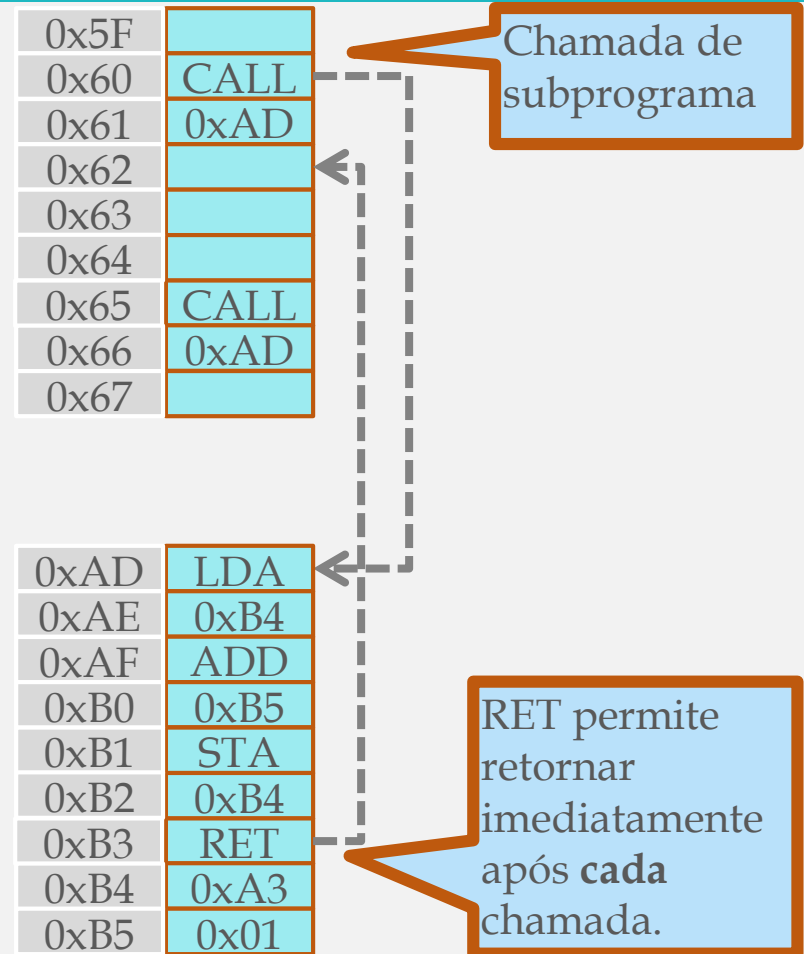 0x5F
0x60 CALL
0x61 0xAD
0x62
0x63
0x64
0x65 CALL
0x66 0xAD
0x67
Chamada de
subprograma
0xAD LDA
0xAE 0xB4
0xAF ADD
0xB0 0xB5
0xB1 STA
0xB2 0xB4
0xB3 RET
0xB4 0xA3
0xB5 0x01
RET permite
retornar
imediatamente
após cada
chamada.